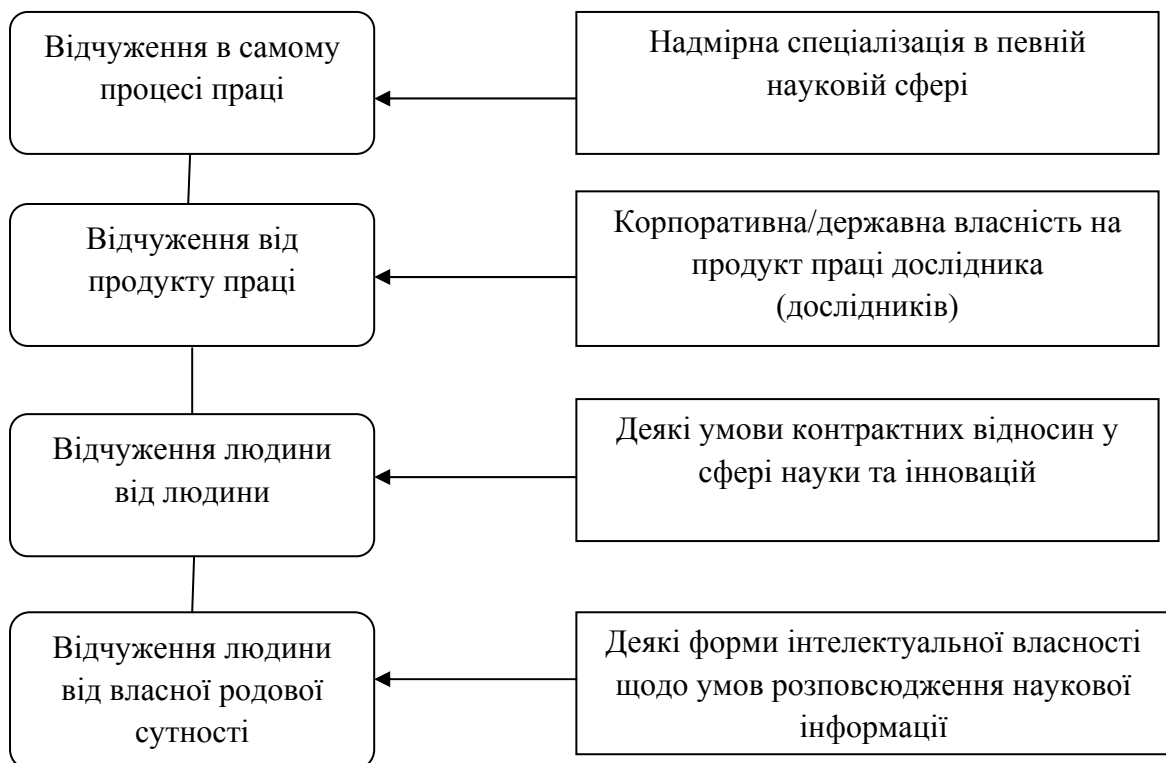 Відчуження в самому
процесі праці
Надмірна спеціалізація в певній
науковій сфері
Відчуження від
продукту праці
Корпоративна/державна власність на
продукт праці дослідника
(дослідників)
Відчуження людини
від людини
Деякі умови контрактних відносин у
сфері науки та інновацій
Відчуження людини
від власної родової
сутності
Деякі форми інтелектуальної власності
щодо умов розповсюдження наукової
інформації